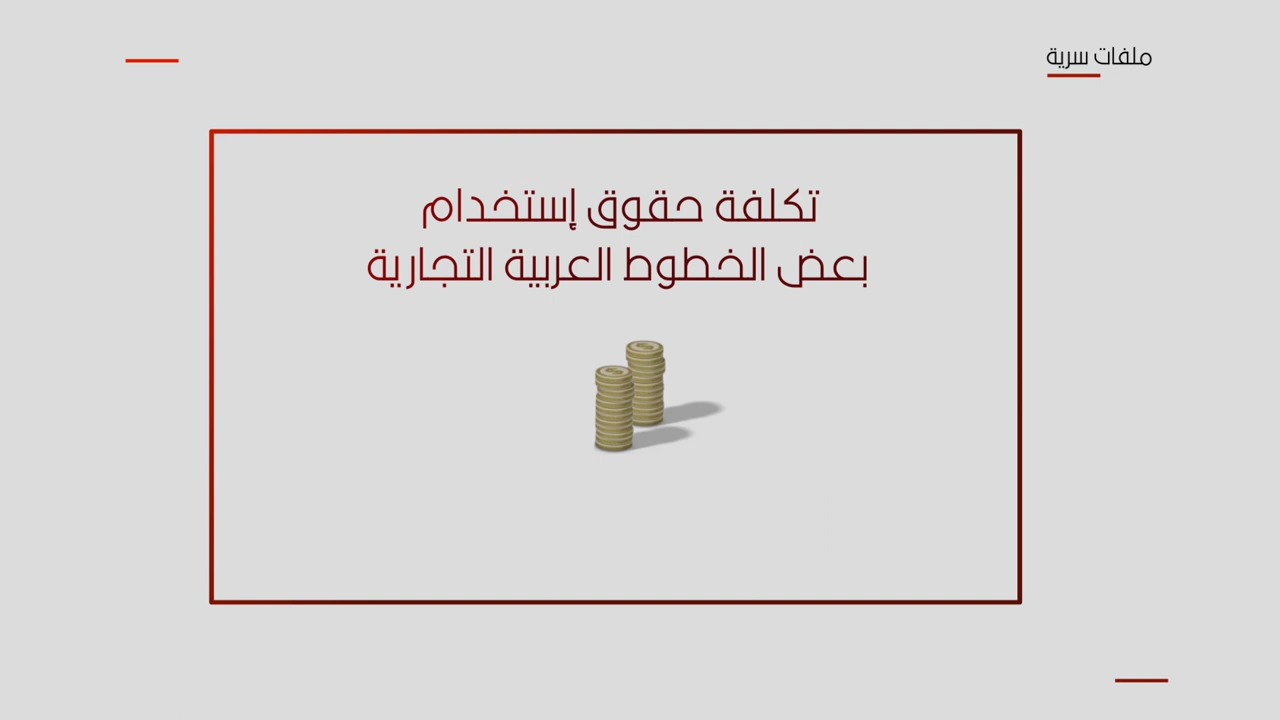 ملفات سرية
تكلفة حقوق إستخدام
بعض الخطوط العربية التجارية